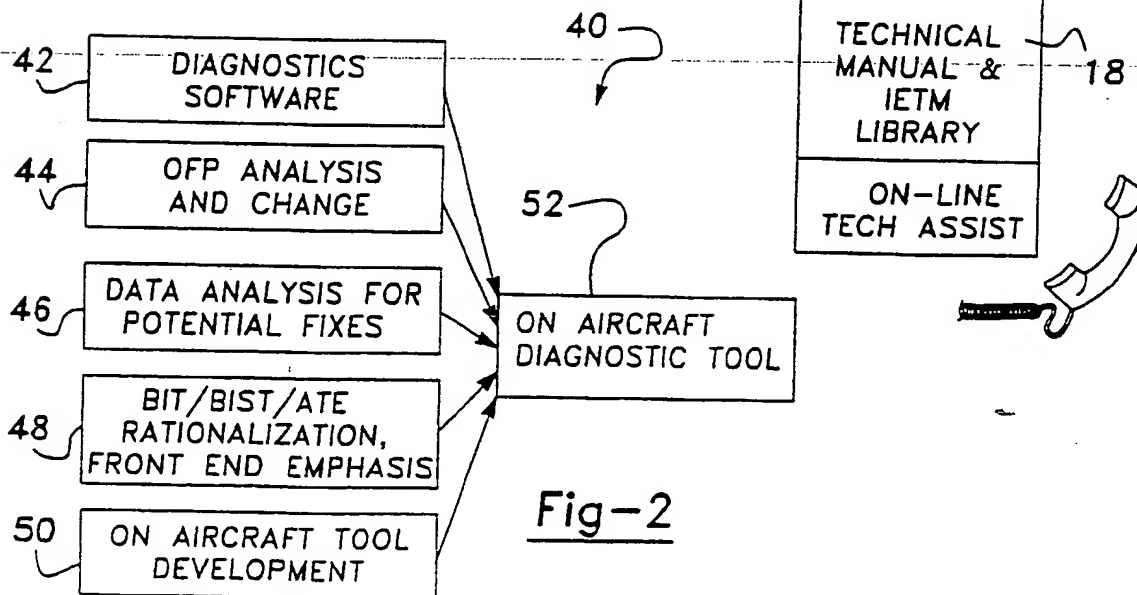 42
DIAGNOSTICS
SOFTWARE
44
OFP ANALYSIS
AND CHANGE
46
DATA ANALYSIS FOR
POTENTIAL FIXES
48
BIT/BIST/ATE
RATIONALIZATION,
FRONT END EMPHASIS
50
ON AIRCRAFT TOOL
DEVELOPMENT
40
52
ON AIRCRAFT
DIAGNOSTIC TOOL
TECHNICAL
MANUAL &
IETM
LIBRARY
18
ON-LINE
TECH ASSIST
Fig-2